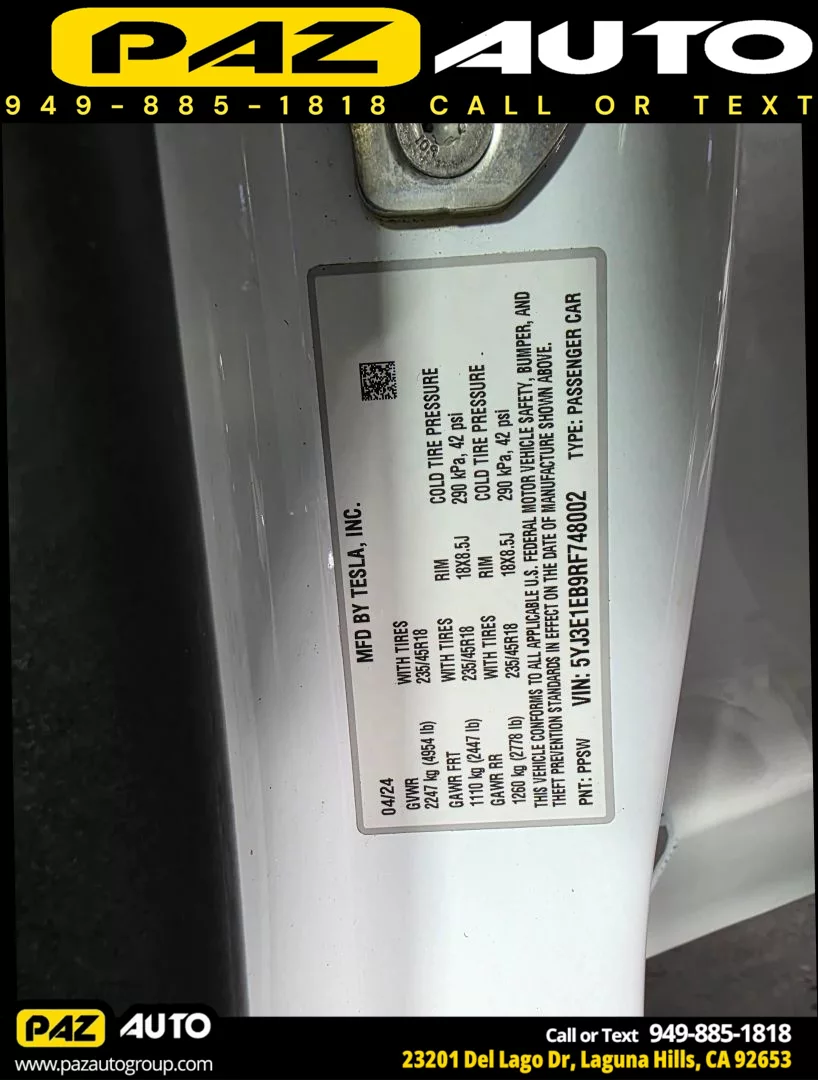 PAZ AUTO
949-885-1818 CALL OR TEXT
MFD BY TESLA, INC.
04/24
GVWR WITH TIRES
2247 kg (4954 lb) 235/45R18
GAWR FRT WITH TIRES RIM COLD TIRE PRESSURE
1110 kg (2447 lb) 235/45R18 18X8.5J 290 kPa, 42 psi
GAWR RR WITH TIRES RIM COLD TIRE PRESSURE
1260 kg (2778 lb) 235/45R18 18X8.5J 290 kPa, 42 psi
THIS VEHICLE CONFORMS TO ALL APPLICABLE U.S. FEDERAL MOTOR VEHICLE SAFETY, BUMPER, AND
THEFT PREVENTION STANDARDS IN EFFECT ON THE DATE OF MANUFACTURE SHOWN ABOVE.
PNT: PPSW VIN: 5YJ3E1EB9RF748002 TYPE: PASSENGER CAR
PAZ AUTO
www.pazautogroup.com
Call or Text 949-885-1818
23201 Del Lago Dr, Laguna Hills, CA 92653